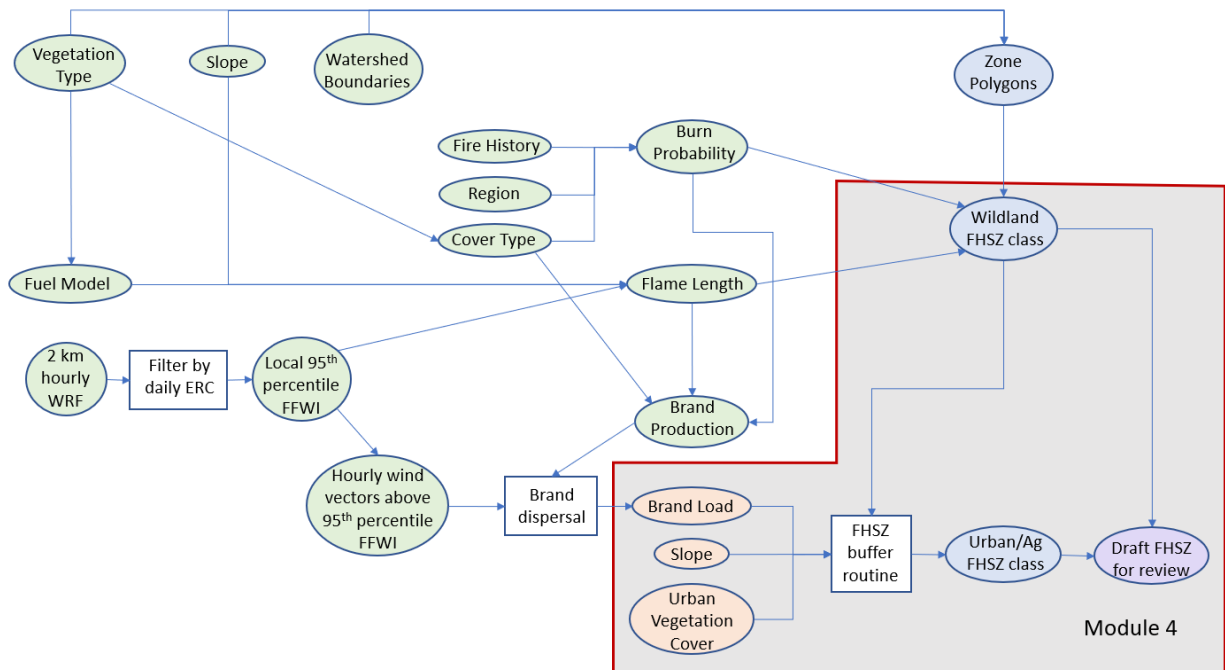 Vegetation
Type
Slope
Watershed
Boundaries
Zone
Polygons
Fire History
Burn
Probability
Region
Cover Type
Wildland
FHSZ class
Fuel Model
Flame Length
2 km
hourly
WRF
Filter by
daily ERC
Local 95th
percentile
FFWI
Brand
Production
Hourly wind
vectors above
95th percentile
FFWI
Brand
dispersal
Brand Load
Slope
Urban
Vegetation
Cover
FHSZ
buffer
routine
Urban/Ag
FHSZ class
Draft FHSZ
for review
Module 4